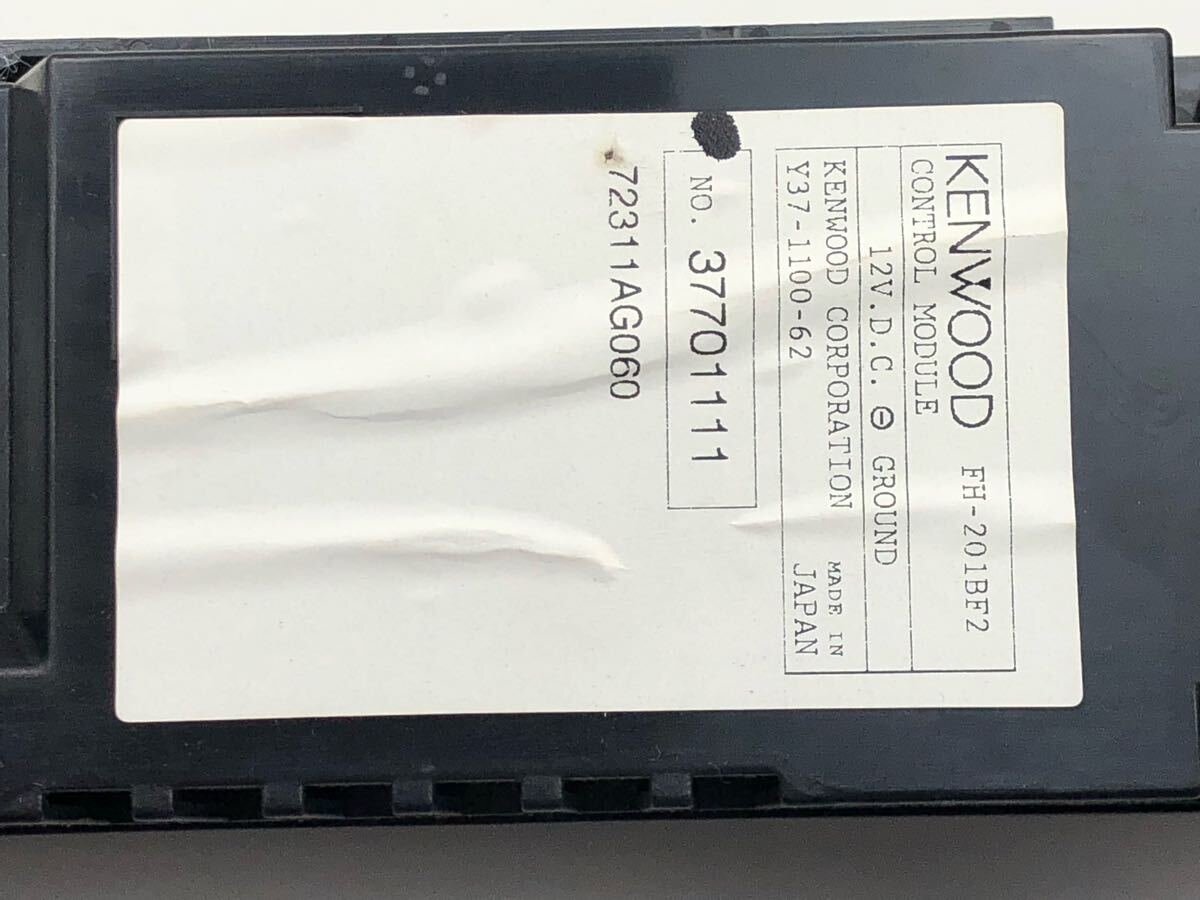 KENWOOD FH-201BF2
CONTROL MODULE
12V.D.C. ⊖ GROUND
KENWOOD CORPORATION MADE IN
Y37-1100-62 JAPAN
NO. 37701111
72311AG060